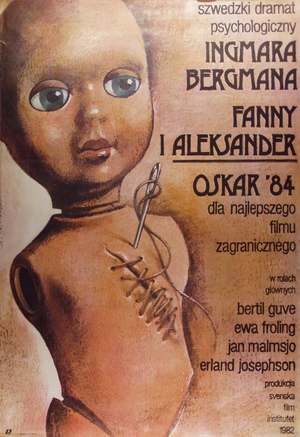 szwedzki dramat
psychologiczny
INGMARA
BERGMANA
FANNY
I ALEKSANDER
OSKAR '84
dla najlepszego
filmu
zagranicznego
w rolach
głównych
bertil guve
ewa froling
jan malmsjo
erland josephson
produkcja
svenska
film
institutet
1982